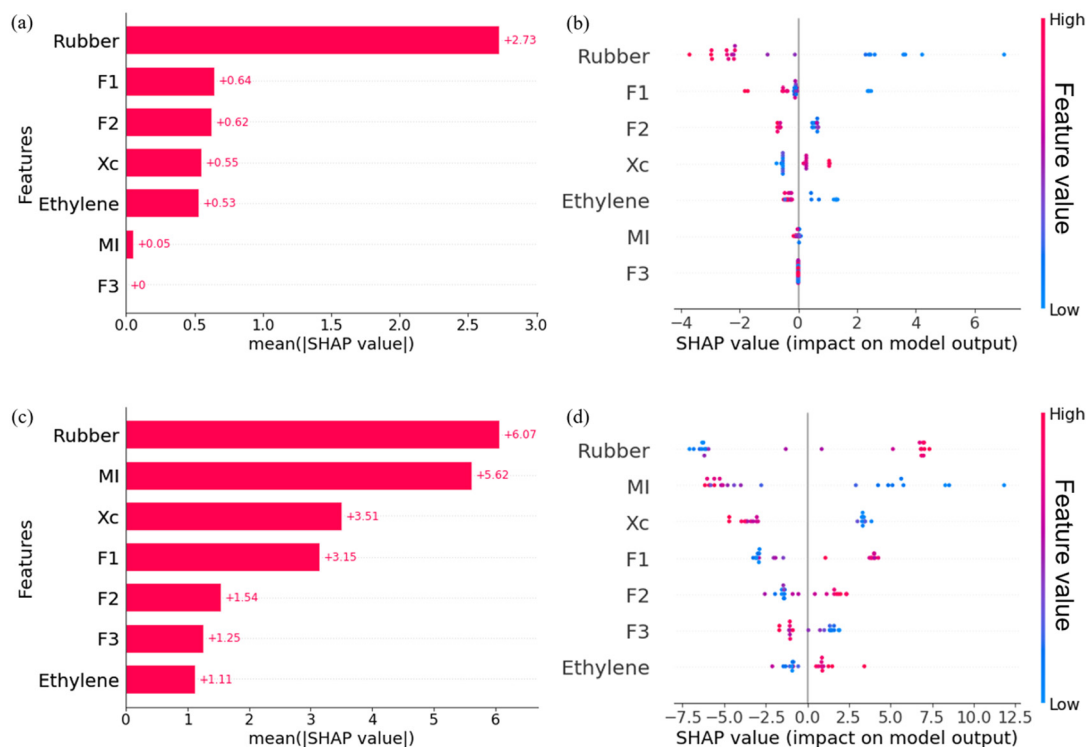 (a)
Features
Rubber
+2.73
F1
+0.64
F2
+0.62
Xc
+0.55
Ethylene
+0.53
MI
+0.05
F3
+0
0.0 0.5 1.0 1.5 2.0 2.5 3.0
mean(|SHAP value|)
(b)
Rubber
F1
F2
Xc
Ethylene
MI
F3
−4 −2 0 2 4 6
SHAP value (impact on model output)
High
Feature value
Low
(c)
Features
Rubber
+6.07
MI
+5.62
Xc
+3.51
F1
+3.15
F2
+1.54
F3
+1.25
Ethylene
+1.11
0 1 2 3 4 5 6
mean(|SHAP value|)
(d)
Rubber
MI
Xc
F1
F2
F3
Ethylene
−7.5 −5.0 −2.5 0.0 2.5 5.0 7.5 10.0 12.5
SHAP value (impact on model output)
High
Feature value
Low